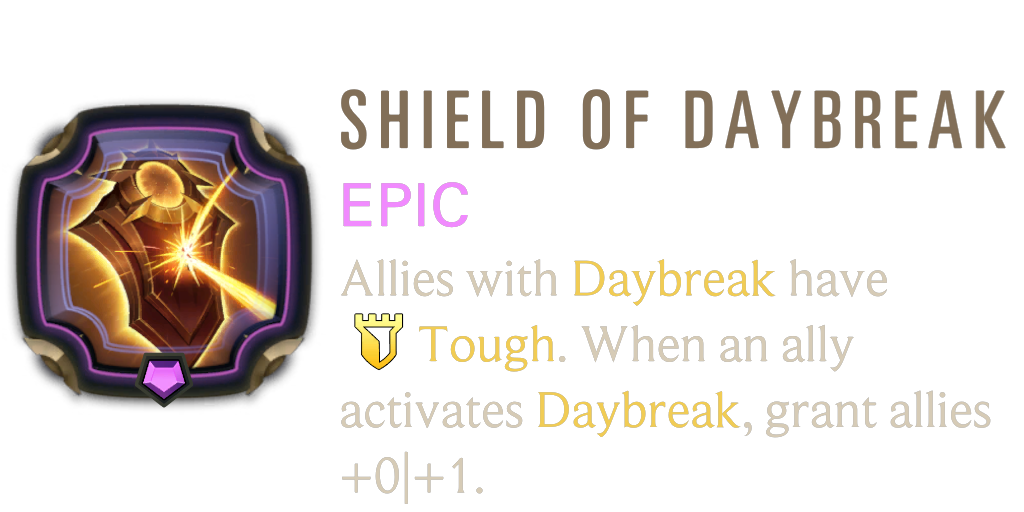 SHIELD OF DAYBREAK
EPIC
Allies with Daybreak have
Tough. When an ally
activates Daybreak, grant allies
+0|+1.